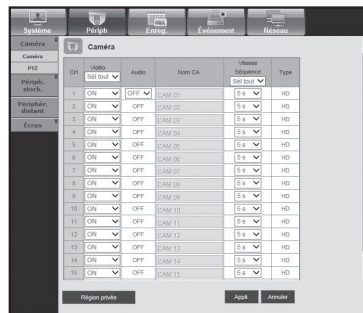 Système Périph Enreg. Événement Réseau
REC
Caméra
Caméra
PTZ
Périph. stock.
Périphér. distant
Écran
Caméra
CH Vidéo Audio Nom CA Vitesse Séquence Type
Sél tout Sél tout
1 ON OFF CAM 01 5 s HD
2 ON OFF CAM 02 5 s HD
3 ON OFF CAM 03 5 s HD
4 ON OFF CAM 04 5 s HD
5 ON OFF CAM 05 5 s HD
6 ON OFF CAM 06 5 s HD
7 ON OFF CAM 07 5 s HD
8 ON OFF CAM 08 5 s HD
9 ON OFF CAM 09 5 s HD
10 ON OFF CAM 10 5 s HD
11 ON OFF CAM 11 5 s HD
12 ON OFF CAM 12 5 s HD
13 ON OFF CAM 13 5 s HD
14 ON OFF CAM 14 5 s HD
15 ON OFF CAM 15 5 s HD
Région privée Appli. Annuler